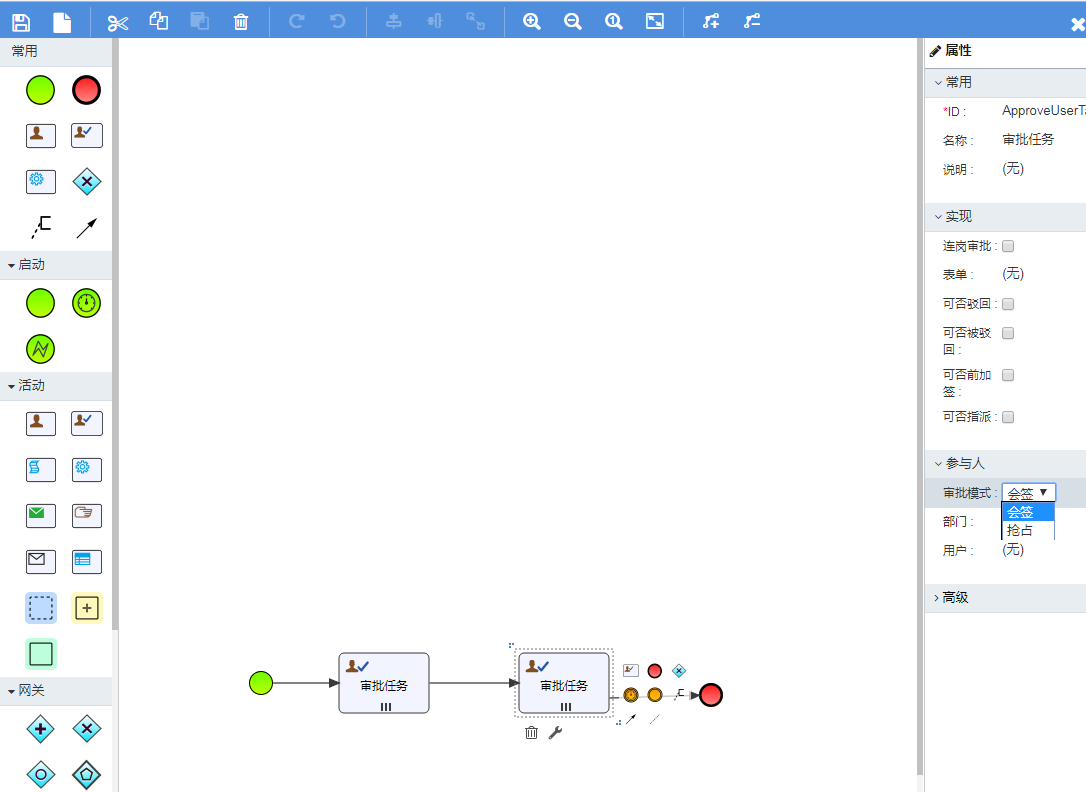 常用
启动
活动
网关
审批任务
审批任务
属性
常用
*ID :
ApproveUserTa
名称 :
审批任务
说明 :
(无)
实现
连岗审批 :
表单 :
(无)
可否驳回 :
可否被驳
回 :
可否前加
签 :
可否指派 :
参与人
审批模式 :
会签
会签
抢占
部门 :
用户 :
(无)
高级